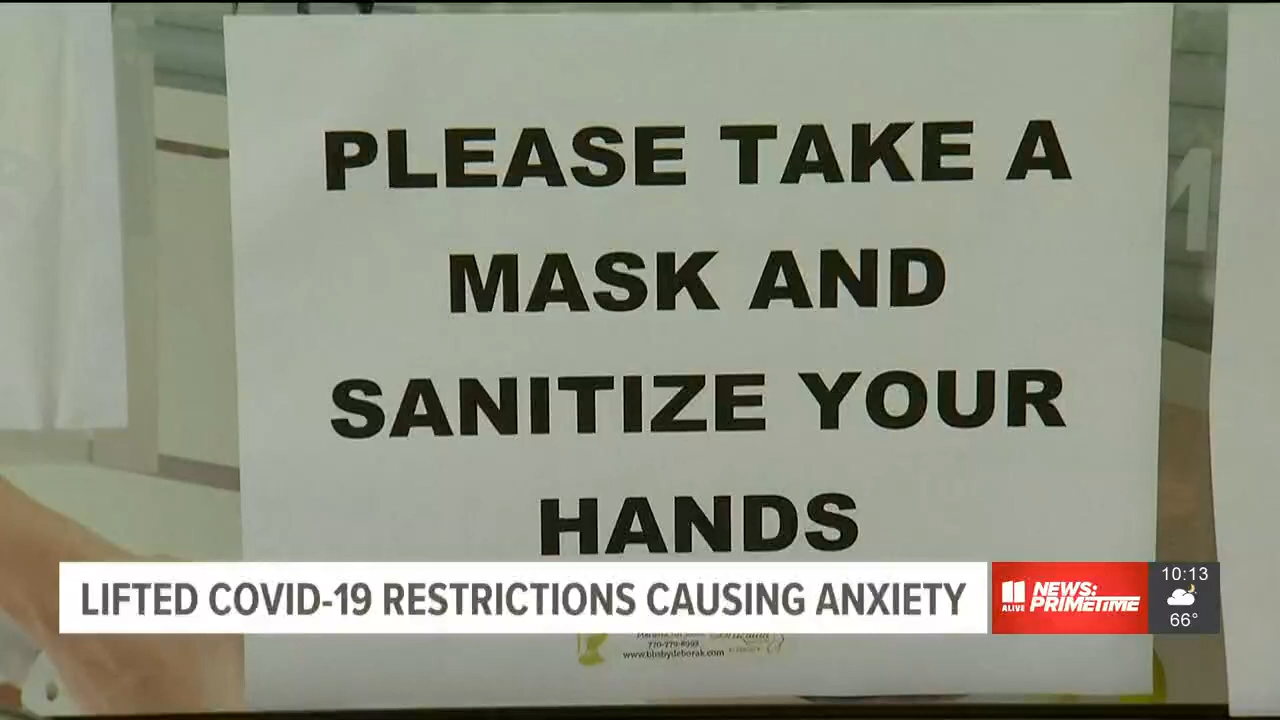 PLEASE TAKE A
MASK AND
SANITIZE YOUR
HANDS
LIFTED COVID-19 RESTRICTIONS CAUSING ANXIETY
11 ALIVE
NEWS:
PRIMETIME
10:13
66°
www.bhsbydeborak.com